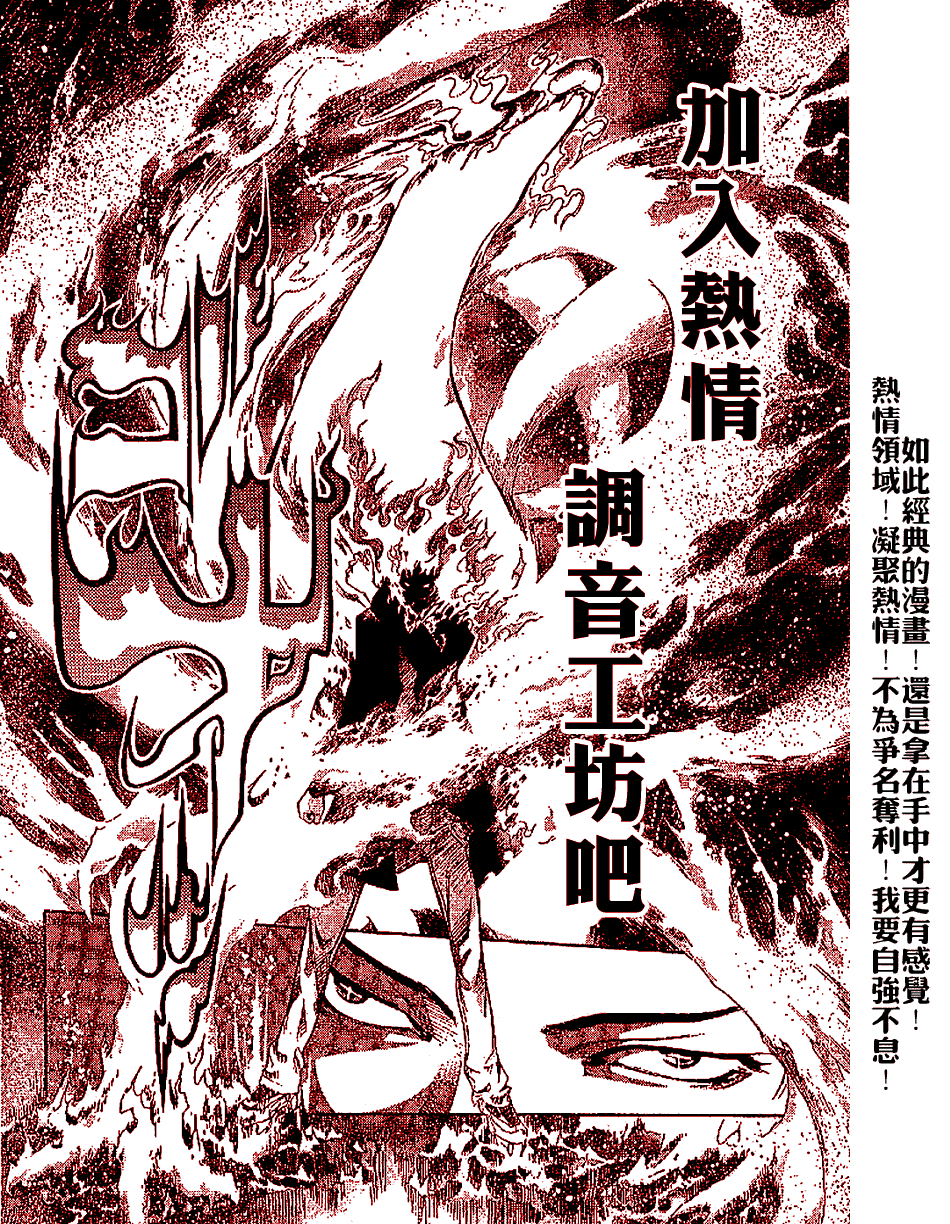 加入熱情
調音工坊吧
如此經典的漫畫！還是拿在手中才更有感覺！
熱情領域！凝聚熱情！不為爭名奪利！我要自強不息！